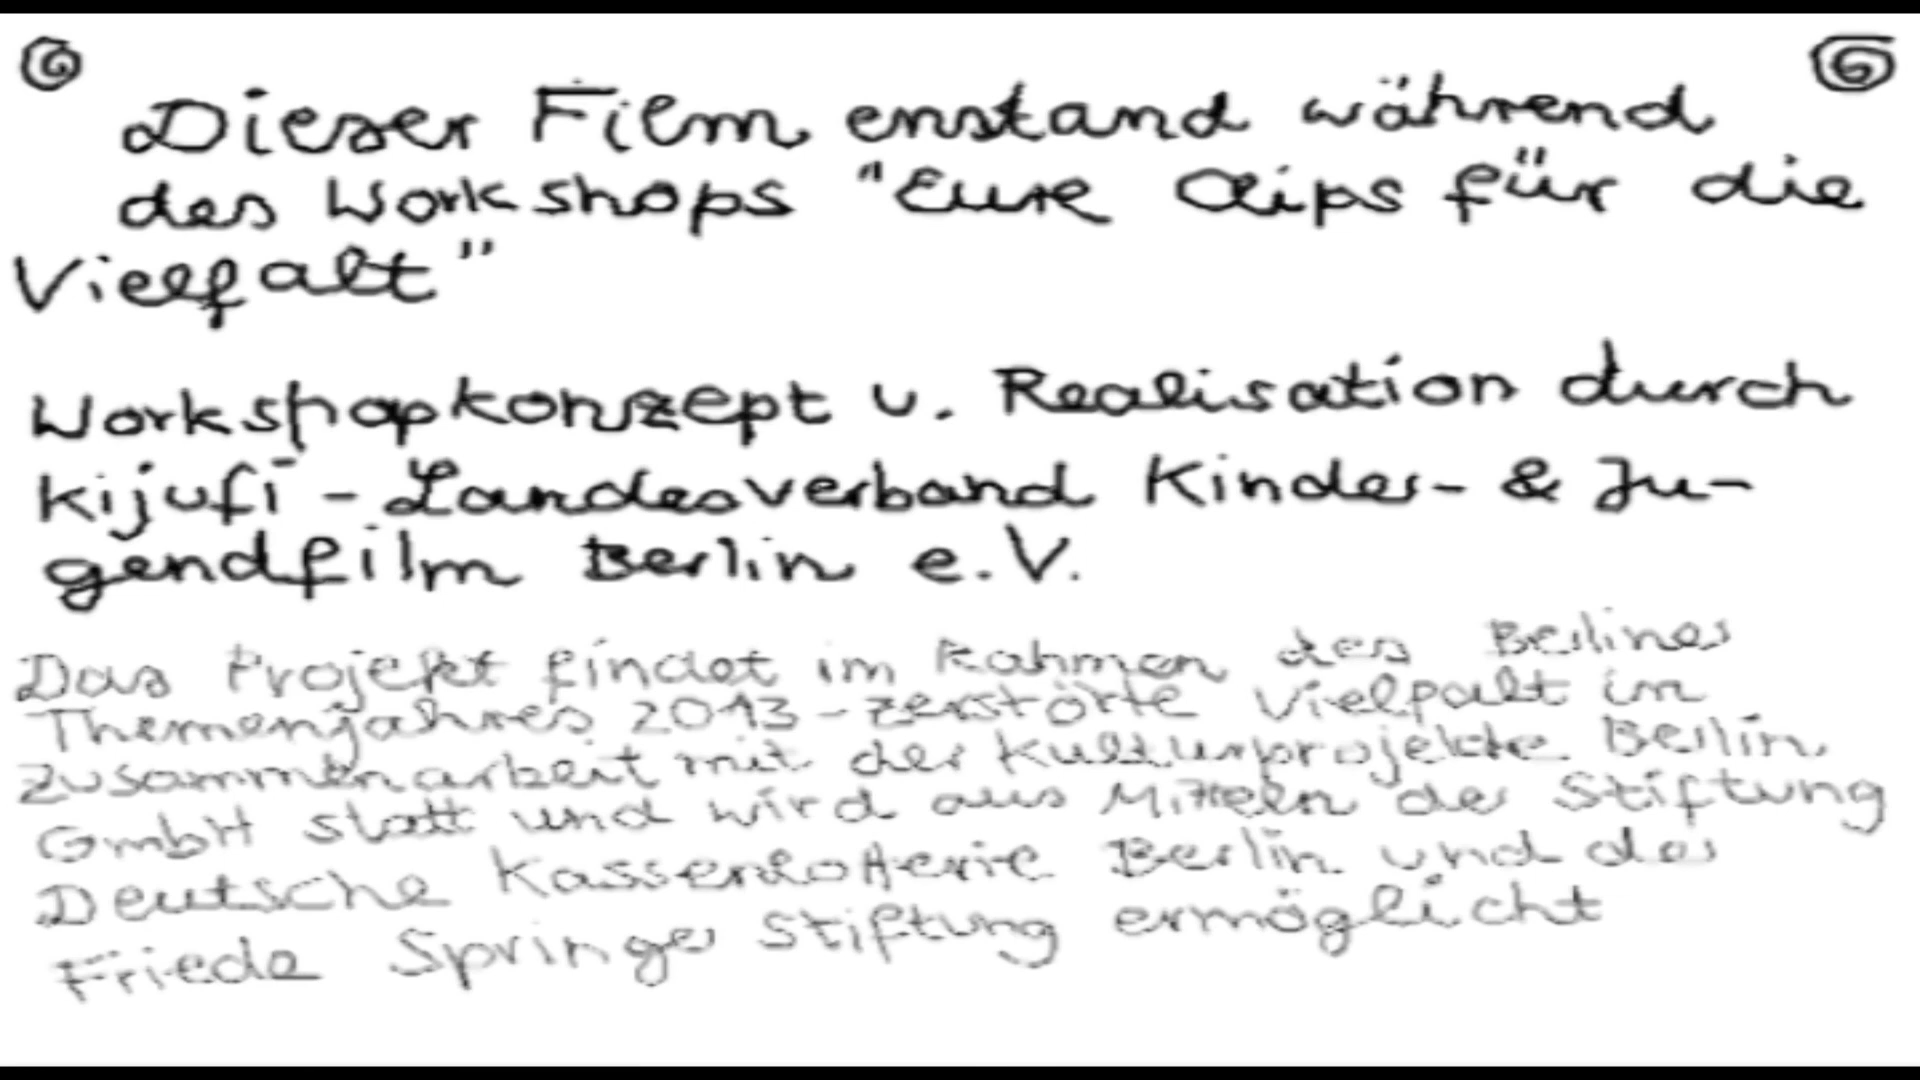 Dieser Film enstand während
des Workshops "Eure Clips für die
Vielfalt"
Workshopkonzept u. Realisation durch
kijufi - Landesverband Kinder- & Ju-
gendfilm Berlin e.V.
Das Projekt findet im Rahmen des Berliner
Themenjahres 2013 - zerstörte Vielfalt in
Zusammenarbeit mit der Kulturprojekte Berlin
GmbH statt und wird aus Mitteln der Stiftung
Deutsche Kassenlotterie Berlin und der
Friede Springer Stiftung ermöglicht